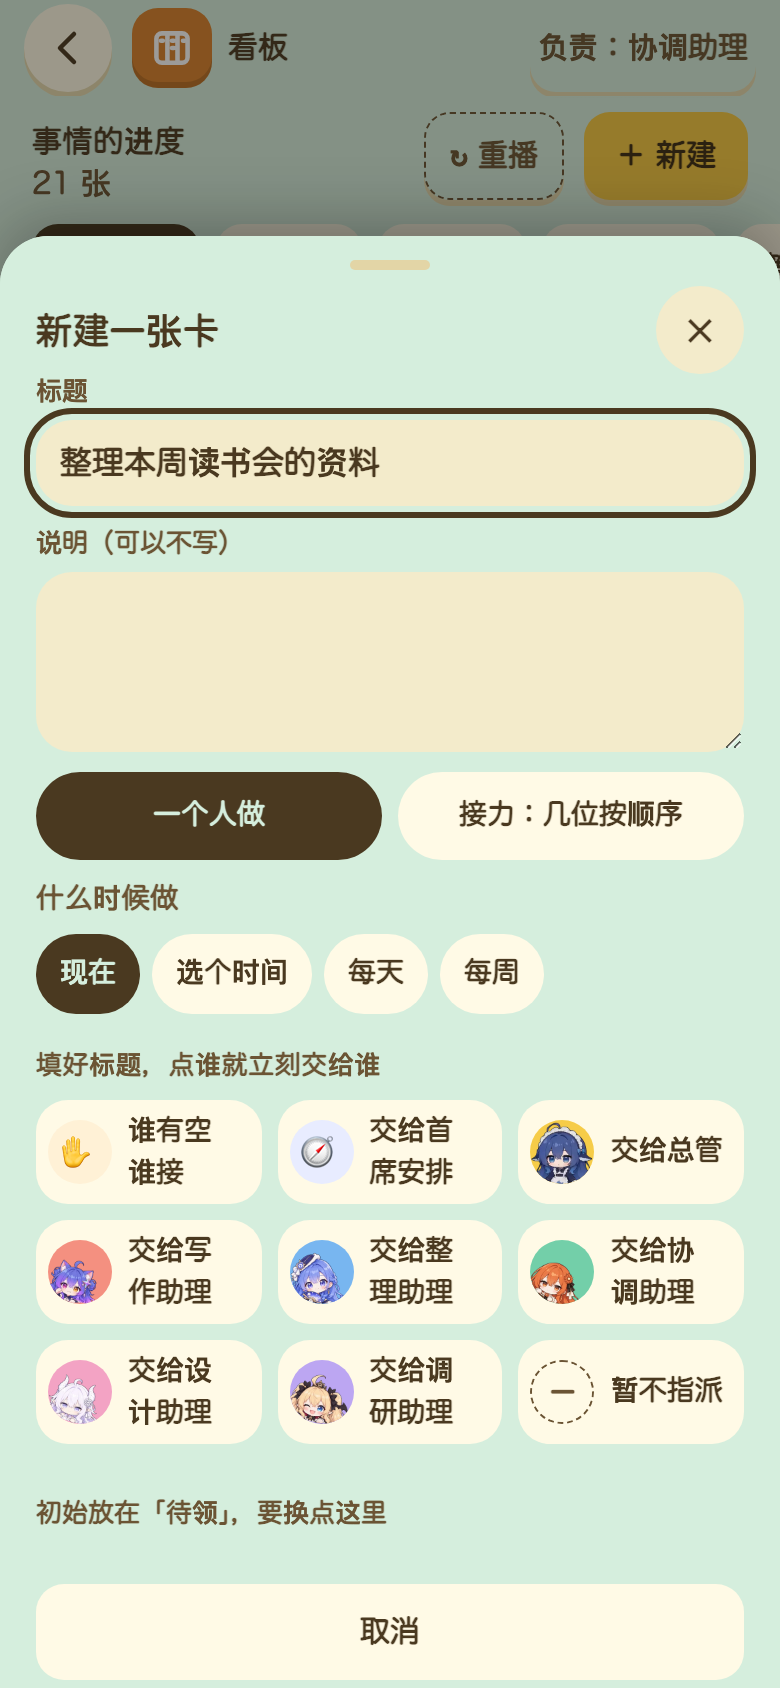 看板
负责：协调助理
事情的进度
21 张
↻ 重播
＋ 新建
新建一张卡
标题
整理本周读书会的资料
说明（可以不写）
一个人做
接力：几位按顺序
什么时候做
现在
选个时间
每天
每周
填好标题，点谁就立刻交给谁
谁有空
谁接
交给首
席安排
交给总管
交给写
作助理
交给整
理助理
交给协
调助理
交给设
计助理
交给调
研助理
暂不指派
初始放在「待领」，要换点这里
取消